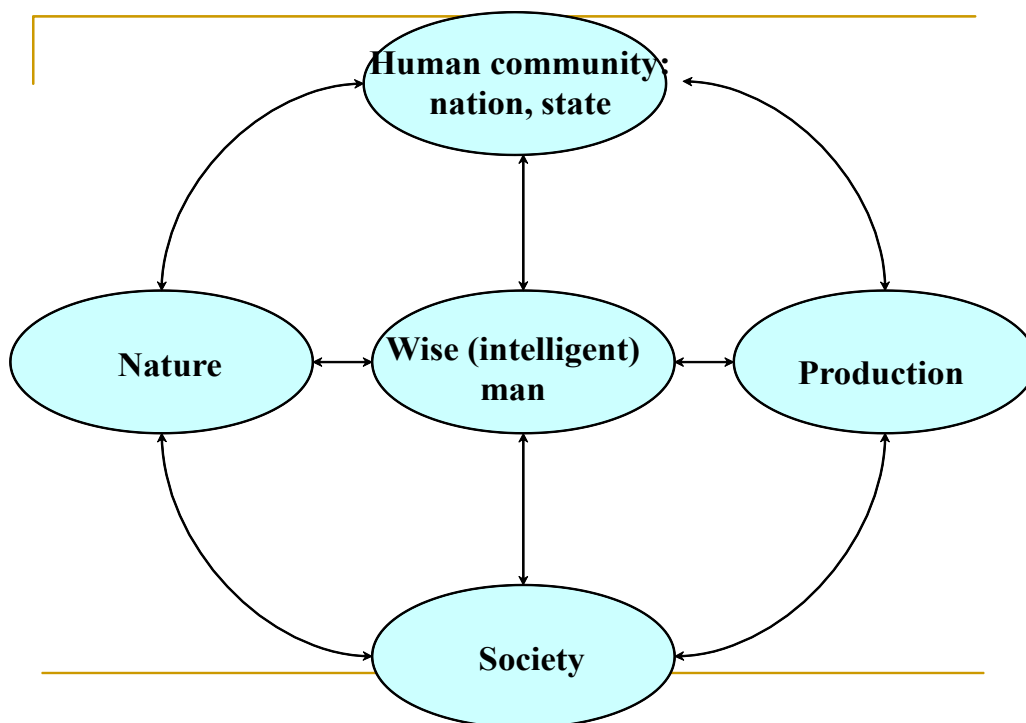 Human community:
nation, state
Nature
Wise (intelligent)
man
Production
Society